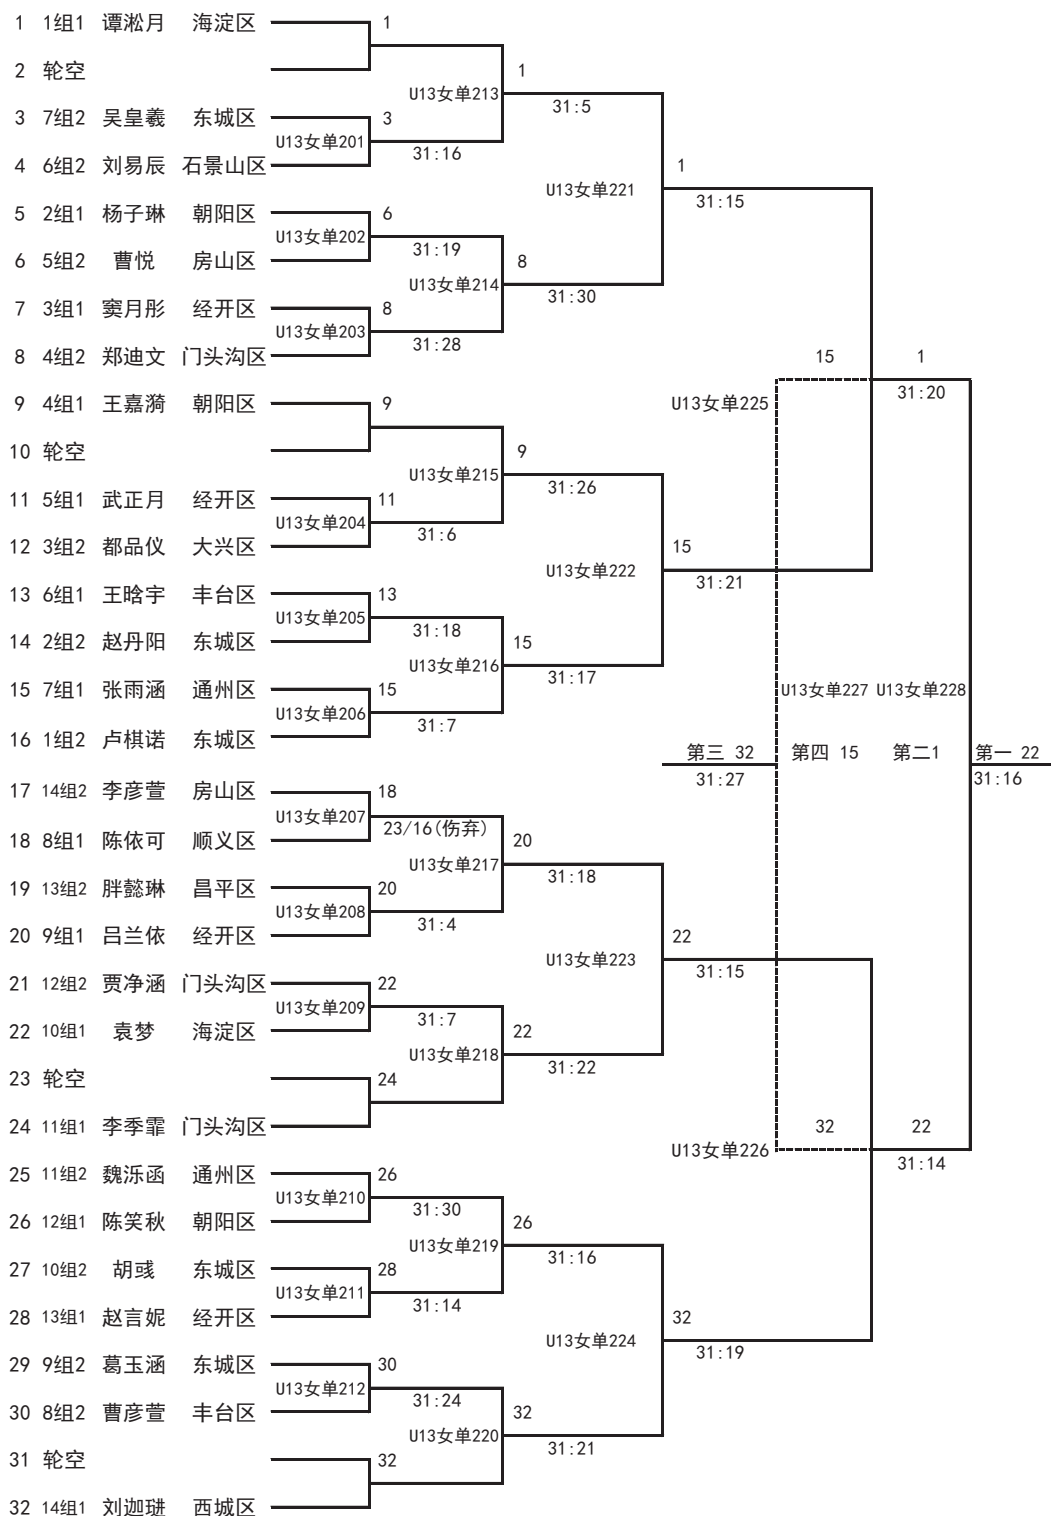 1 1组1 谭淞月 海淀区 1
2 轮空 1
U13女单213
31:5
3 7组2 吴皇羲 东城区 3
U13女单201
31:16
4 6组2 刘易辰 石景山区 1
U13女单221
31:15
5 2组1 杨子琳 朝阳区 6
U13女单202
31:19
6 5组2 曹悦 房山区 8
U13女单214
31:30
7 3组1 窦月彤 经开区 8
U13女单203
31:28
8 4组2 郑迪文 门头沟区 15 1
31:20
9 4组1 王嘉漪 朝阳区 9 U13女单225
10 轮空 9
U13女单215
31:26
11 5组1 武正月 经开区 11
U13女单204
31:6
12 3组2 都品仪 大兴区 15
U13女单222
31:21
13 6组1 王晗宇 丰台区 13
U13女单205
31:18
14 2组2 赵丹阳 东城区 15
U13女单216
31:17
15 7组1 张雨涵 通州区 15 U13女单227 U13女单228
U13女单206
31:7
16 1组2 卢棋诺 东城区
第三 32 第四 15 第二1 第一 22
31:27 31:16
17 14组2 李彦萱 房山区 18
U13女单207
23/16(伤弃)
18 8组1 陈依可 顺义区 20
U13女单217
31:18
19 13组2 胖懿琳 昌平区 20
U13女单208
31:4
20 9组1 吕兰依 经开区 22
U13女单223
31:15
21 12组2 贾净涵 门头沟区 22
U13女单209
31:7
22 10组1 袁梦 海淀区 22
U13女单218
31:22
23 轮空 24
24 11组1 李季霏 门头沟区 32 22
U13女单226
31:14
25 11组2 魏泺函 通州区 26
U13女单210
31:30
26 12组1 陈笑秋 朝阳区 26
U13女单219
31:16
27 10组2 胡彧 东城区 28
U13女单211
31:14
28 13组1 赵言妮 经开区 32
U13女单224
31:19
29 9组2 葛玉涵 东城区 30
U13女单212
31:24
30 8组2 曹彦萱 丰台区 32
U13女单220
31:21
31 轮空 32
32 14组1 刘迦琎 西城区